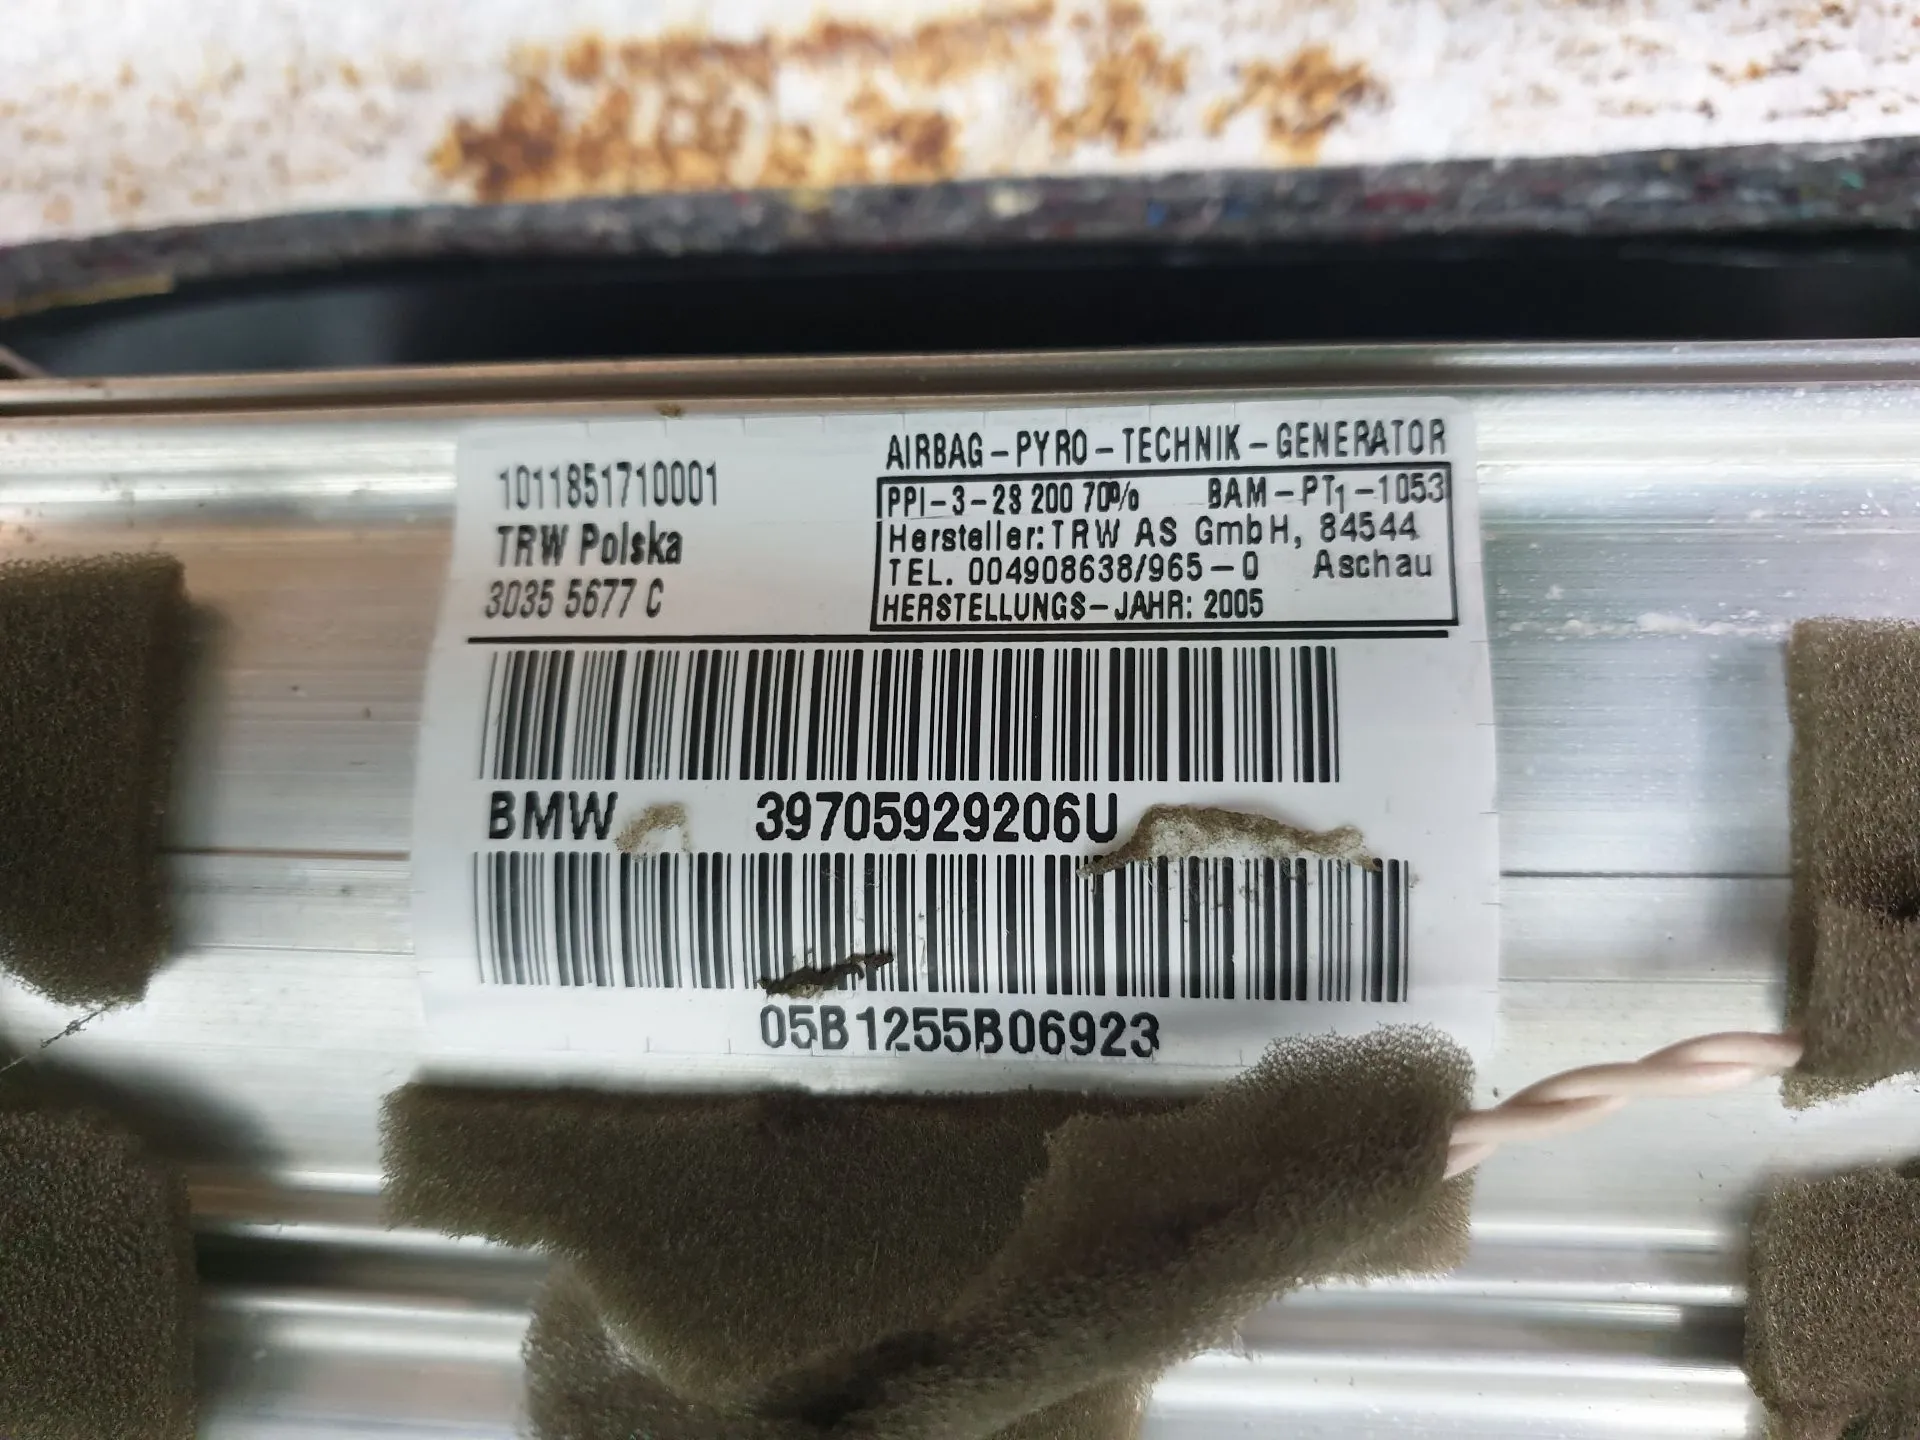 1011851710001
TRW Polska
3035 5677 C
AIRBAG-PYRO-TECHNIK-GENERATOR
PPI-3-2S 200 70% BAM-PT1-1053
Hersteller: TRW AS GmbH, 84544
TEL. 004908638/965-0 Aschau
HERSTELLUNGS-JAHR: 2005
BMW 39705929206U
05B1255B06923